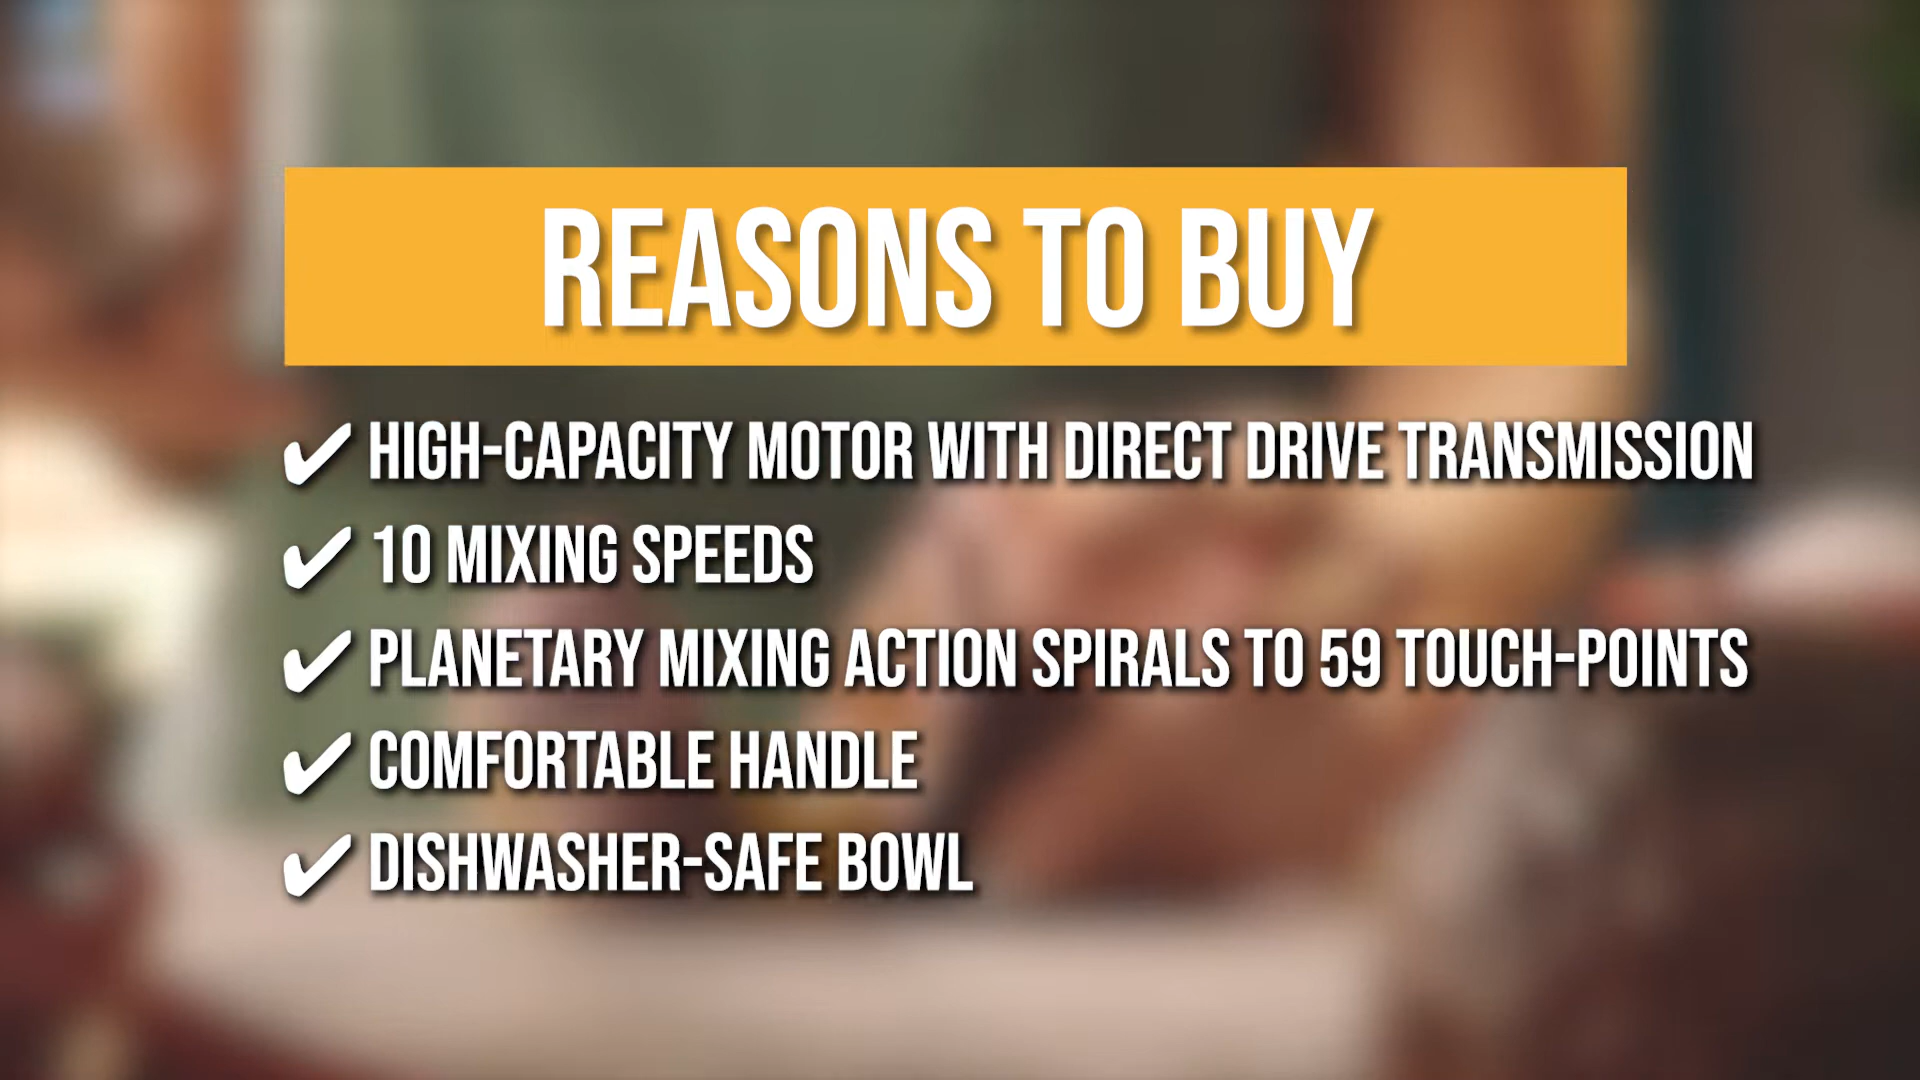 REASONS TO BUY
✔ HIGH-CAPACITY MOTOR WITH DIRECT DRIVE TRANSMISSION
✔ 10 MIXING SPEEDS
✔ PLANETARY MIXING ACTION SPIRALS TO 59 TOUCH-POINTS
✔ COMFORTABLE HANDLE
✔ DISHWASHER-SAFE BOWL